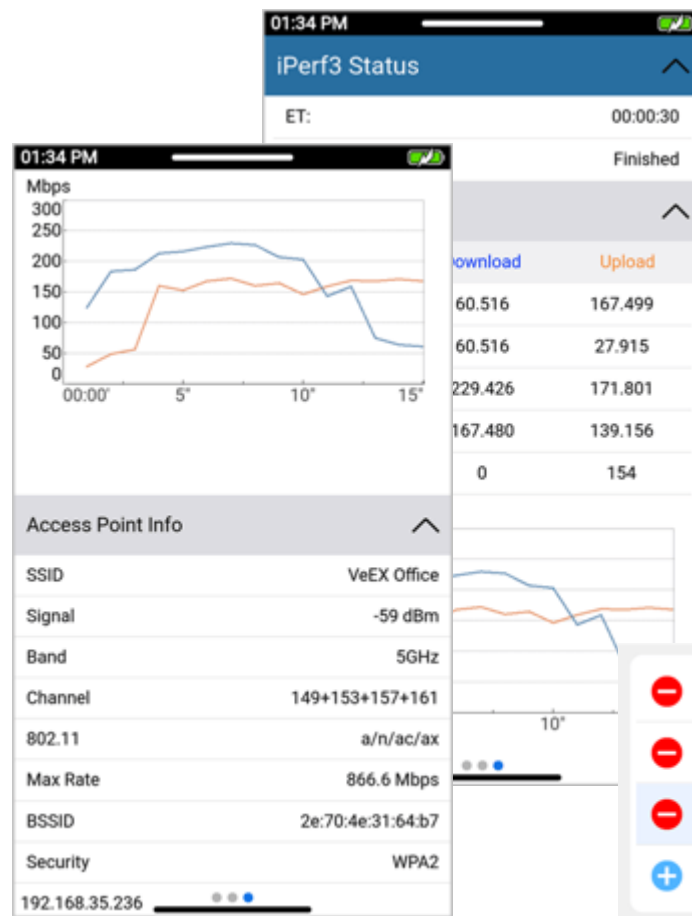 01:34 PM
iPerf3 Status
ET: 00:00:30
Finished
Download Upload
60.516 167.499
60.516 27.915
229.426 171.801
167.480 139.156
0 154
10"
01:34 PM
Mbps
300
250
200
150
100
50
0
00:00" 5" 10" 15"
Access Point Info
SSID VeEX Office
Signal -59 dBm
Band 5GHz
Channel 149+153+157+161
802.11 a/n/ac/ax
Max Rate 866.6 Mbps
BSSID 2e:70:4e:31:64:b7
Security WPA2
192.168.35.236